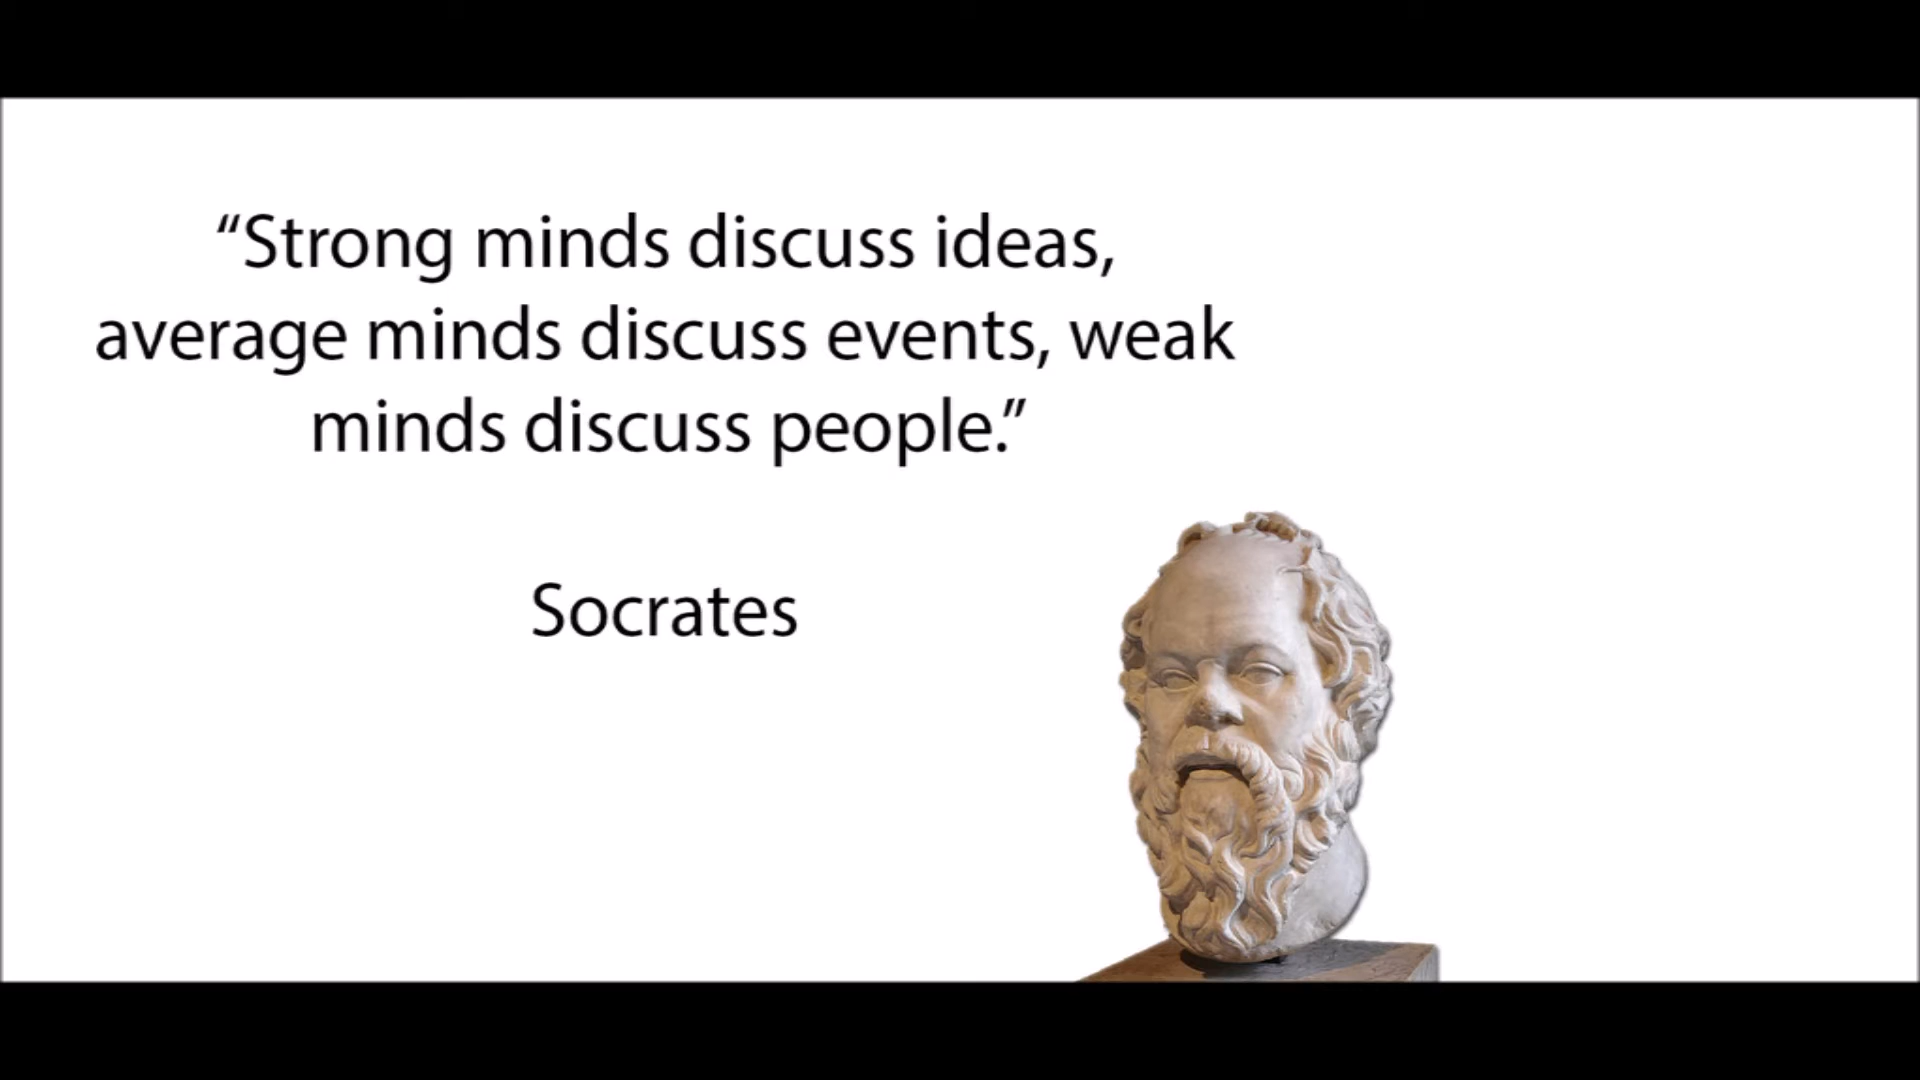 “Strong minds discuss ideas,
average minds discuss events, weak
minds discuss people.”
Socrates